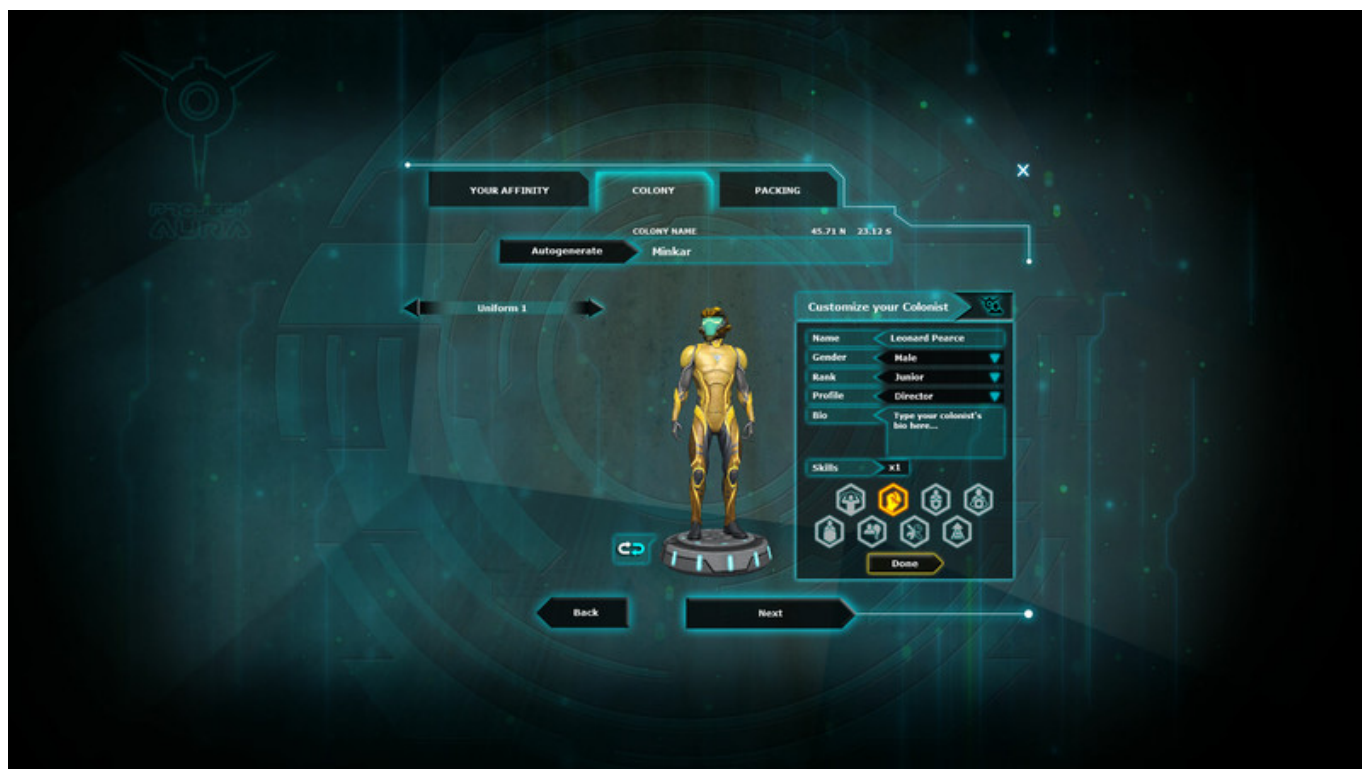 PROJECT
AURA
YOUR AFFINITY COLONY PACKING
COLONY NAME 45.71 N 23.12 S
Autogenerate Minkar
Uniform 1
Customize your Colonist
Name Leonard Pearce
Gender Male
Rank Junior
Profile Director
Bio Type your colonist's
bio here...
Skills x1
Done
Back Next